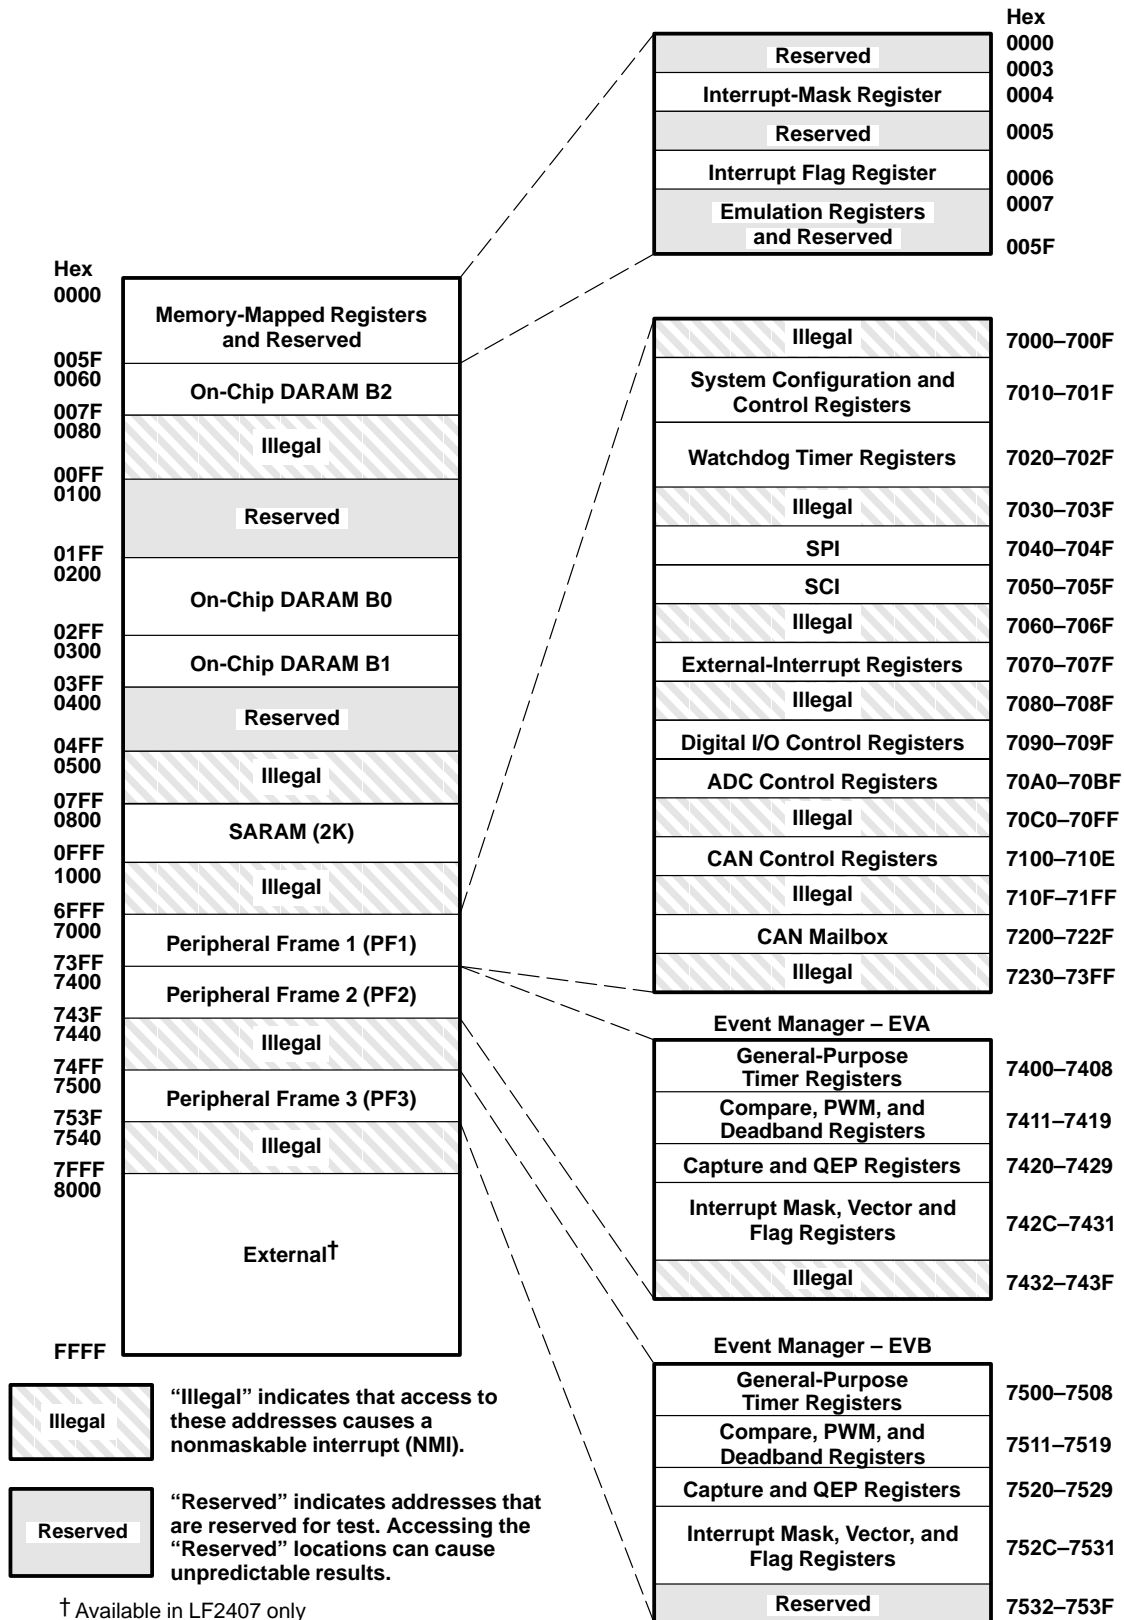 Hex
0000
Reserved
0003
Interrupt-Mask Register
0004
Reserved
0005
Interrupt Flag Register
0006
0007
Emulation Registers
and Reserved
005F
Hex
0000
Memory-Mapped Registers
and Reserved
005F
0060
On-Chip DARAM B2
007F
0080
Illegal
00FF
0100
Reserved
01FF
0200
On-Chip DARAM B0
02FF
0300
On-Chip DARAM B1
03FF
0400
Reserved
04FF
0500
Illegal
07FF
0800
SARAM (2K)
0FFF
1000
Illegal
6FFF
7000
Peripheral Frame 1 (PF1)
73FF
7400
Peripheral Frame 2 (PF2)
743F
7440
Illegal
74FF
7500
Peripheral Frame 3 (PF3)
753F
7540
Illegal
7FFF
8000
External†
FFFF
Illegal
7000–700F
System Configuration and
Control Registers
7010–701F
Watchdog Timer Registers
7020–702F
Illegal
7030–703F
SPI
7040–704F
SCI
7050–705F
Illegal
7060–706F
External-Interrupt Registers
7070–707F
Illegal
7080–708F
Digital I/O Control Registers
7090–709F
ADC Control Registers
70A0–70BF
Illegal
70C0–70FF
CAN Control Registers
7100–710E
Illegal
710F–71FF
CAN Mailbox
7200–722F
Illegal
7230–73FF
Event Manager – EVA
General-Purpose
Timer Registers
7400–7408
Compare, PWM, and
Deadband Registers
7411–7419
Capture and QEP Registers
7420–7429
Interrupt Mask, Vector and
Flag Registers
742C–7431
Illegal
7432–743F
Event Manager – EVB
General-Purpose
Timer Registers
7500–7508
Compare, PWM, and
Deadband Registers
7511–7519
Capture and QEP Registers
7520–7529
Interrupt Mask, Vector, and
Flag Registers
752C–7531
Reserved
7532–753F
Illegal
“Illegal” indicates that access to
these addresses causes a
nonmaskable interrupt (NMI).
Reserved
“Reserved” indicates addresses that
are reserved for test. Accessing the
“Reserved” locations can cause
unpredictable results.
† Available in LF2407 only